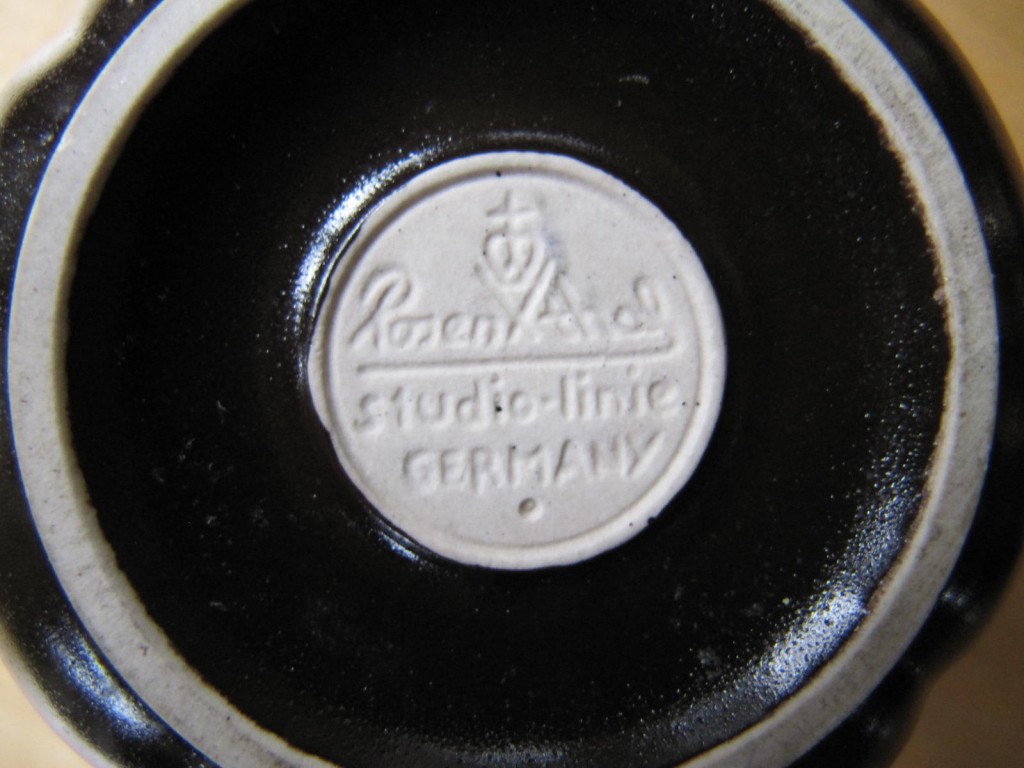 Rosenthal
studio-linie
GERMANY